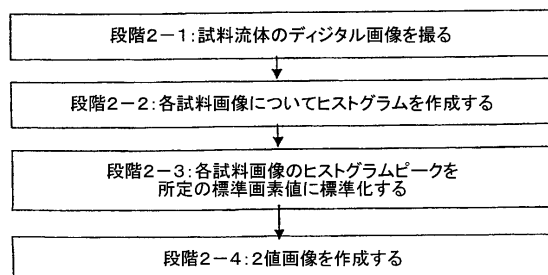 段階2-1:試料流体のディジタル画像を撮る
段階2-2:各試料画像についてヒストグラムを作成する
段階2-3:各試料画像のヒストグラムピークを
所定の標準画素値に標準化する
段階2-4:2値画像を作成する